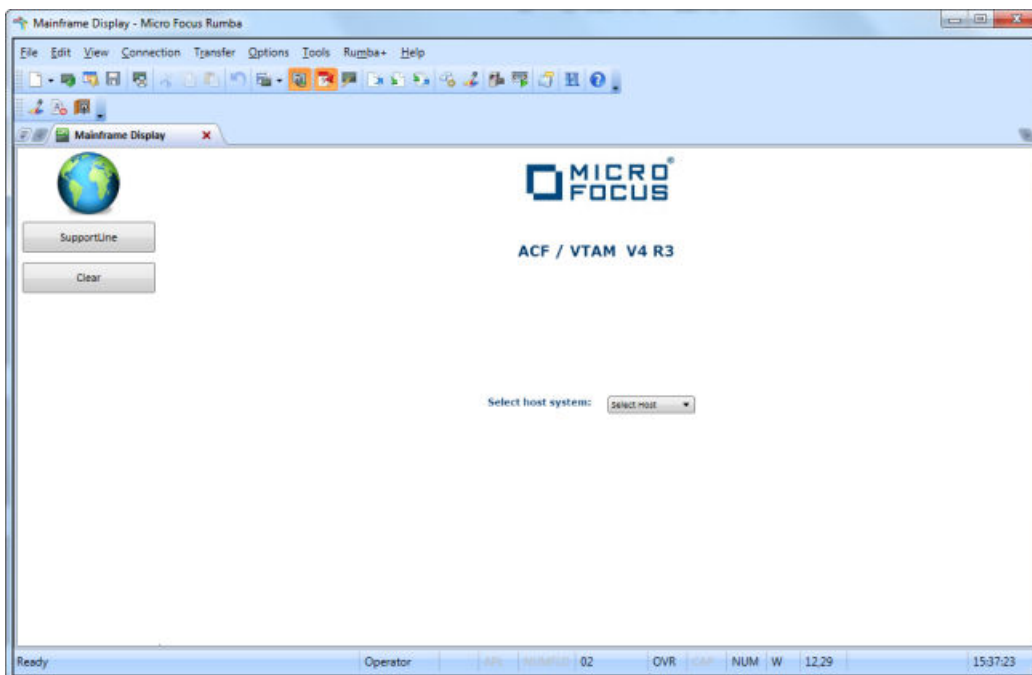 Mainframe Display - Micro Focus Rumba
File Edit View Connection Transfer Options Tools Rumba+ Help
Mainframe Display
MICRO FOCUS®
SupportLine
ACF / VTAM V4 R3
Clear
Select host system: Select Host
Ready Operator 02 OVR CAP NUM W 12,29 15:37:23